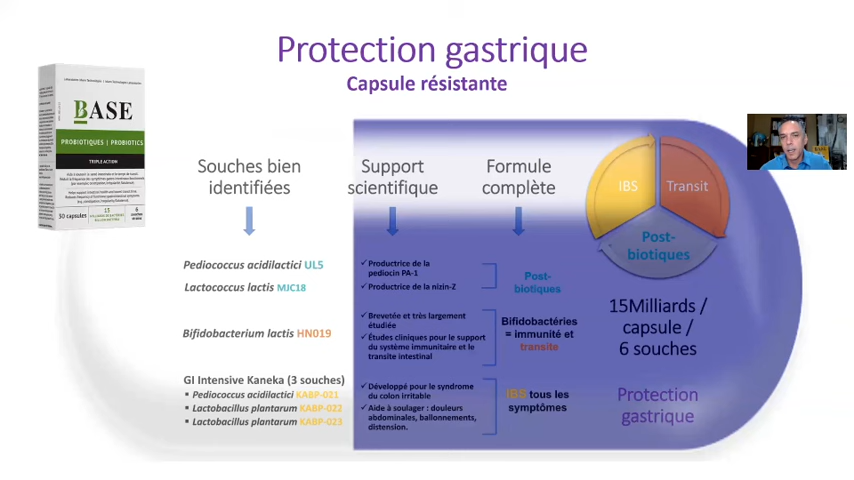 Protection gastrique
Capsule résistante
BASE
PROBIOTIQUES | PROBIOTICS
TRIPLE ACTION
30 capsules
Souches bien
identifiées
Support
scientifique
Formule
complète
IBS
Transit
Post-
biotiques
Pediococcus acidilactici UL5
Lactococcus lactis MJC18
✓ Productrice de la
pediocin PA-1
✓ Productrice de la nizin-Z
Post-
biotiques
Bifidobacterium lactis HN019
✓ Brevetée et très largement
étudiée
✓ Études cliniques pour le support
du système immunitaire et le
transite intestinal
Bifidobactéries
= immunité et
transite
GI Intensive Kaneka (3 souches)
▪ Pediococcus acidilactici KABP-021
▪ Lactobacillus plantarum KABP-022
▪ Lactobacillus plantarum KABP-023
✓ Développé pour le syndrome
du colon irritable
✓ Aide à soulager : douleurs
abdominales, ballonnements,
distension.
IBS tous les
symptômes
15Milliards /
capsule /
6 souches
Protection
gastrique